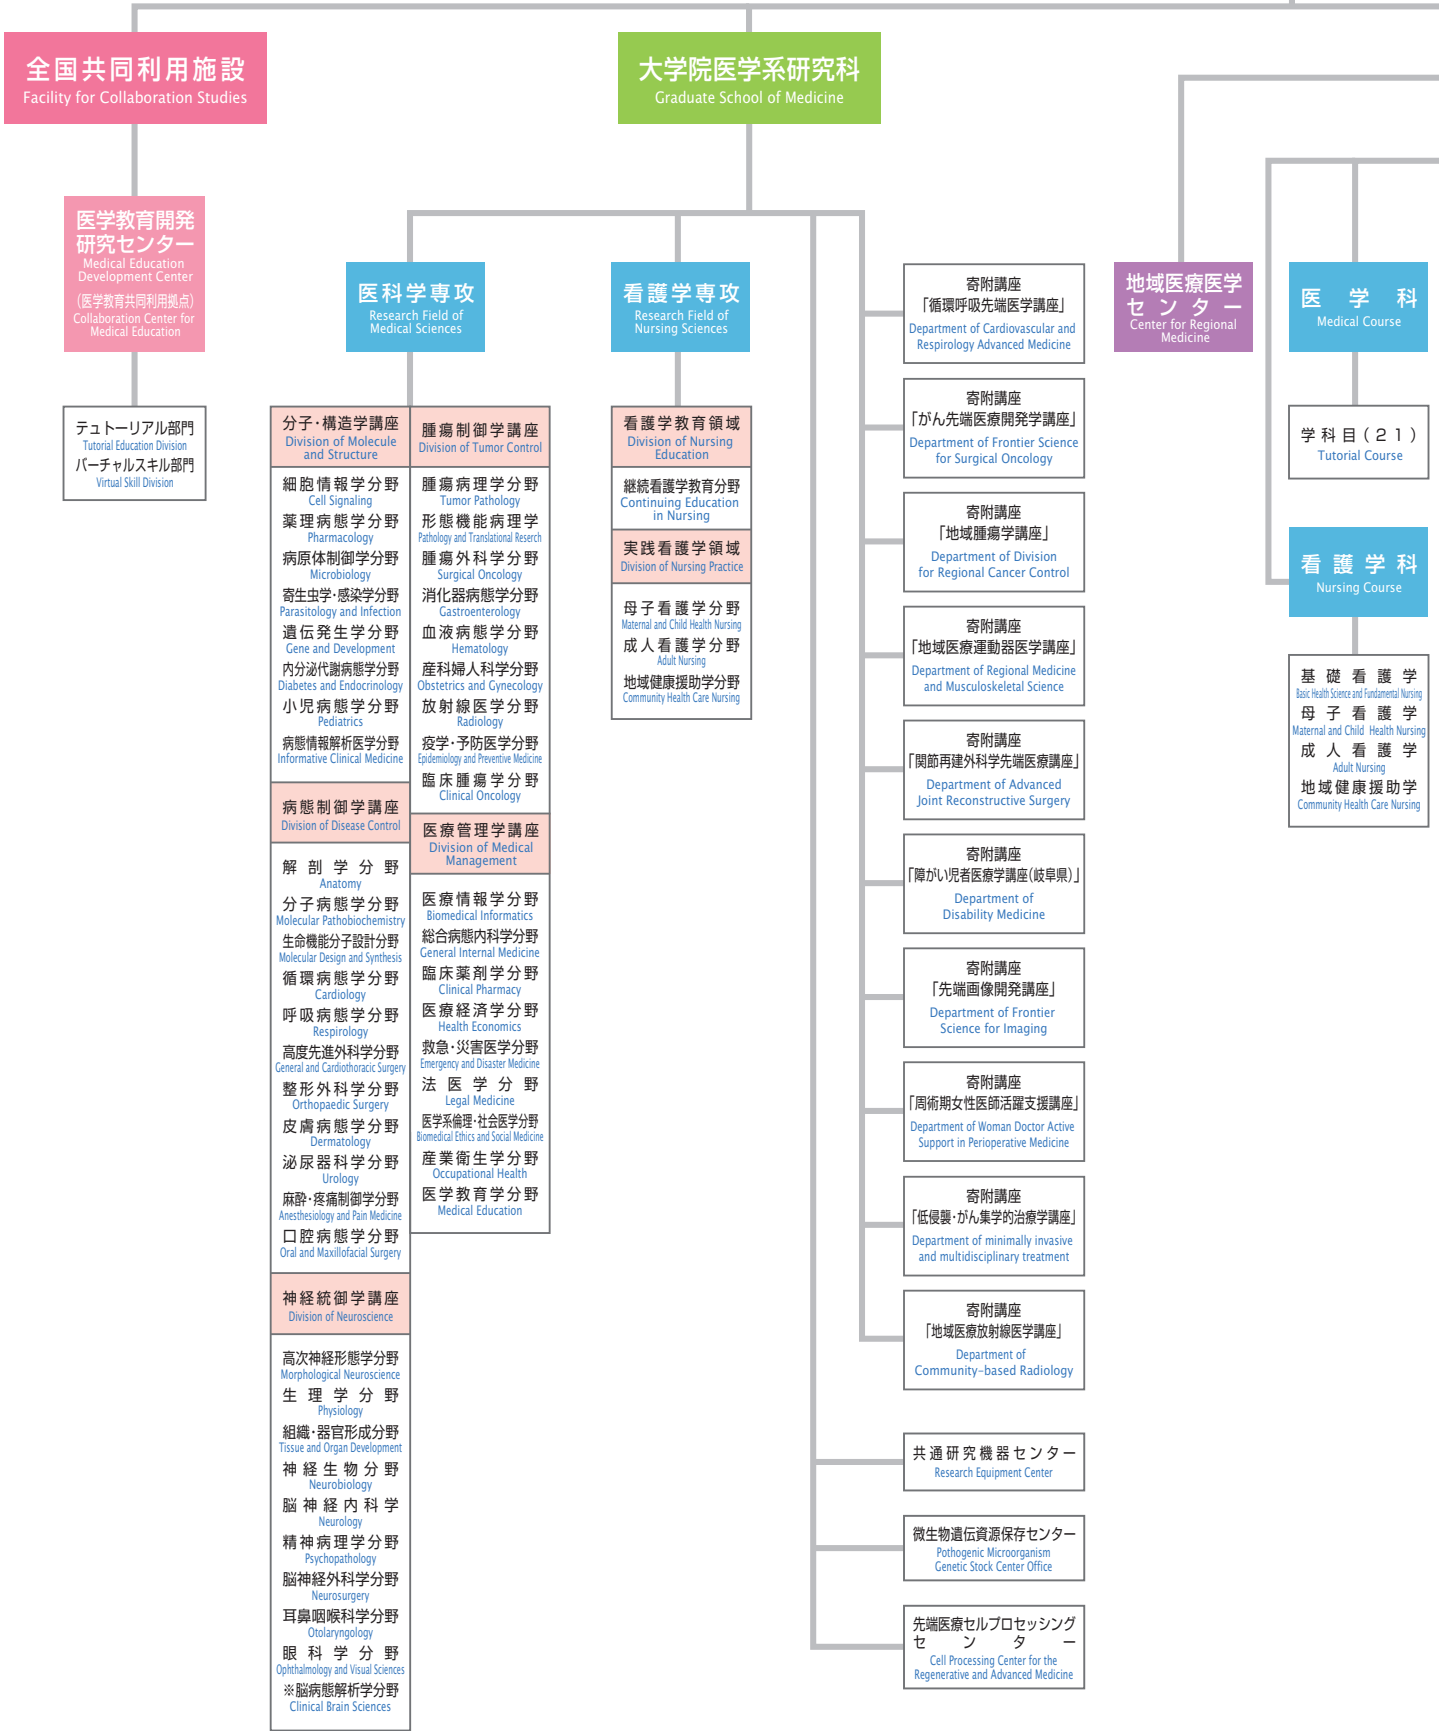 全国共同利用施設
Facility for Collaboration Studies
医学教育開発
研究センター
Medical Education
Development Center
（医学教育共同利用拠点）
Collaboration Center for
Medical Education
テュトーリアル部門
Tutorial Education Division
バーチャルスキル部門
Virtual Skill Division
大学院医学系研究科
Graduate School of Medicine
医科学専攻
Research Field of
Medical Sciences
分子・構造学講座
Division of Molecule
and Structure
細胞情報学分野
Cell Signaling
薬理病態学分野
Pharmacology
病原体制御学分野
Microbiology
寄生虫学・感染学分野
Parasitology and Infection
遺伝発生学分野
Gene and Development
内分泌代謝病態学分野
Diabetes and Endocrinology
小児病態学分野
Pediatrics
病態情報解析医学分野
Informative Clinical Medicine
病態制御学講座
Division of Disease Control
解剖学分野
Anatomy
分子病態学分野
Molecular Pathobiochemistry
生命機能分子設計分野
Molecular Design and Synthesis
循環病態学分野
Cardiology
呼吸病態学分野
Respirology
高度先進外科学分野
General and Cardiothoracic Surgery
整形外科学分野
Orthopaedic Surgery
皮膚病態学分野
Dermatology
泌尿器科学分野
Urology
麻酔・疼痛制御学分野
Anesthesiology and Pain Medicine
口腔病態学分野
Oral and Maxillofacial Surgery
神経統御学講座
Division of Neuroscience
高次神経形態学分野
Morphological Neuroscience
生理学分野
Physiology
組織・器官形成分野
Tissue and Organ Development
神経生物分野
Neurobiology
脳神経内科学
Neurology
精神病理学分野
Psychopathology
脳神経外科学分野
Neurosurgery
耳鼻咽喉科学分野
Otolaryngology
眼科学分野
Ophthalmology and Visual Sciences
※脳病態解析学分野
Clinical Brain Sciences
腫瘍制御学講座
Division of Tumor Control
腫瘍病理学分野
Tumor Pathology
形態機能病理学
Pathology and Translational Reserch
腫瘍外科学分野
Surgical Oncology
消化器病態学分野
Gastroenterology
血液病態学分野
Hematology
産科婦人科学分野
Obstetrics and Gynecology
放射線医学分野
Radiology
疫学・予防医学分野
Epidemiology and Preventive Medicine
臨床腫瘍学分野
Clinical Oncology
医療管理学講座
Division of Medical
Management
医療情報学分野
Biomedical Informatics
総合病態内科学分野
General Internal Medicine
臨床薬剤学分野
Clinical Pharmacy
医療経済学分野
Health Economics
救急・災害医学分野
Emergency and Disaster Medicine
法医学分野
Legal Medicine
医学系倫理・社会医学分野
Biomedical Ethics and Social Medicine
産業衛生学分野
Occupational Health
医学教育学分野
Medical Education
看護学専攻
Research Field of
Nursing Sciences
看護学教育領域
Division of Nursing
Education
継続看護学教育分野
Continuing Education
in Nursing
実践看護学領域
Division of Nursing Practice
母子看護学分野
Maternal and Child Health Nursing
成人看護学分野
Adult Nursing
地域健康援助学分野
Community Health Care Nursing
寄附講座
「循環呼吸先端医学講座」
Department of Cardiovascular and
Respirology Advanced Medicine
寄附講座
「がん先端医療開発学講座」
Department of Frontier Science
for Surgical Oncology
寄附講座
「地域腫瘍学講座」
Department of Division
for Regional Cancer Control
寄附講座
「地域医療運動器医学講座」
Department of Regional Medicine
and Musculoskeletal Science
寄附講座
「関節再建外科学先端医療講座」
Department of Advanced
Joint Reconstructive Surgery
寄附講座
「障がい児者医療学講座（岐阜県）」
Department of
Disability Medicine
寄附講座
「先端画像開発講座」
Department of Frontier
Science for Imaging
寄附講座
「周術期女性医師活躍支援講座」
Department of Woman Doctor Active
Support in Perioperative Medicine
寄附講座
「低侵襲・がん集学的治療学講座」
Department of minimally invasive
and multidisciplinary treatment
寄附講座
「地域医療放射線医学講座」
Department of
Community-based Radiology
共通研究機器センター
Research Equipment Center
微生物遺伝資源保存センター
Pothogenic Microorganism
Genetic Stock Center Office
先端医療セルプロセッシング
センター
Cell Processing Center for the
Regenerative and Advanced Medicine
地域医療医学
センター
Center for Regional
Medicine
医学科
Medical Course
学科目（２１）
Tutorial Course
看護学科
Nursing Course
基礎看護学
Basic Health Science and Fundamental Nursing
母子看護学
Maternal and Child Health Nursing
成人看護学
Adult Nursing
地域健康援助学
Community Health Care Nursing